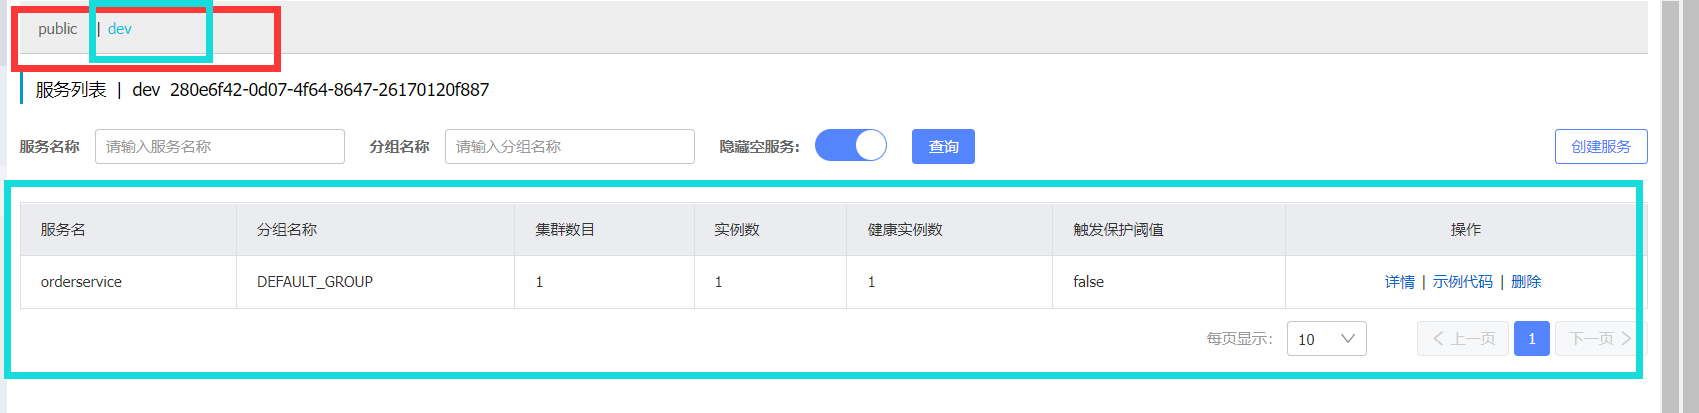 public | dev
服务列表 | dev 280e6f42-0d07-4f64-8647-26170120f887
服务名称 请输入服务名称 分组名称 请输入分组名称 隐藏空服务: 查询 创建服务
服务名 分组名称 集群数目 实例数 健康实例数 触发保护阈值 操作
orderservice DEFAULT_GROUP 1 1 1 false 详情 | 示例代码 | 删除
每页显示: 10 上一页 1 下一页